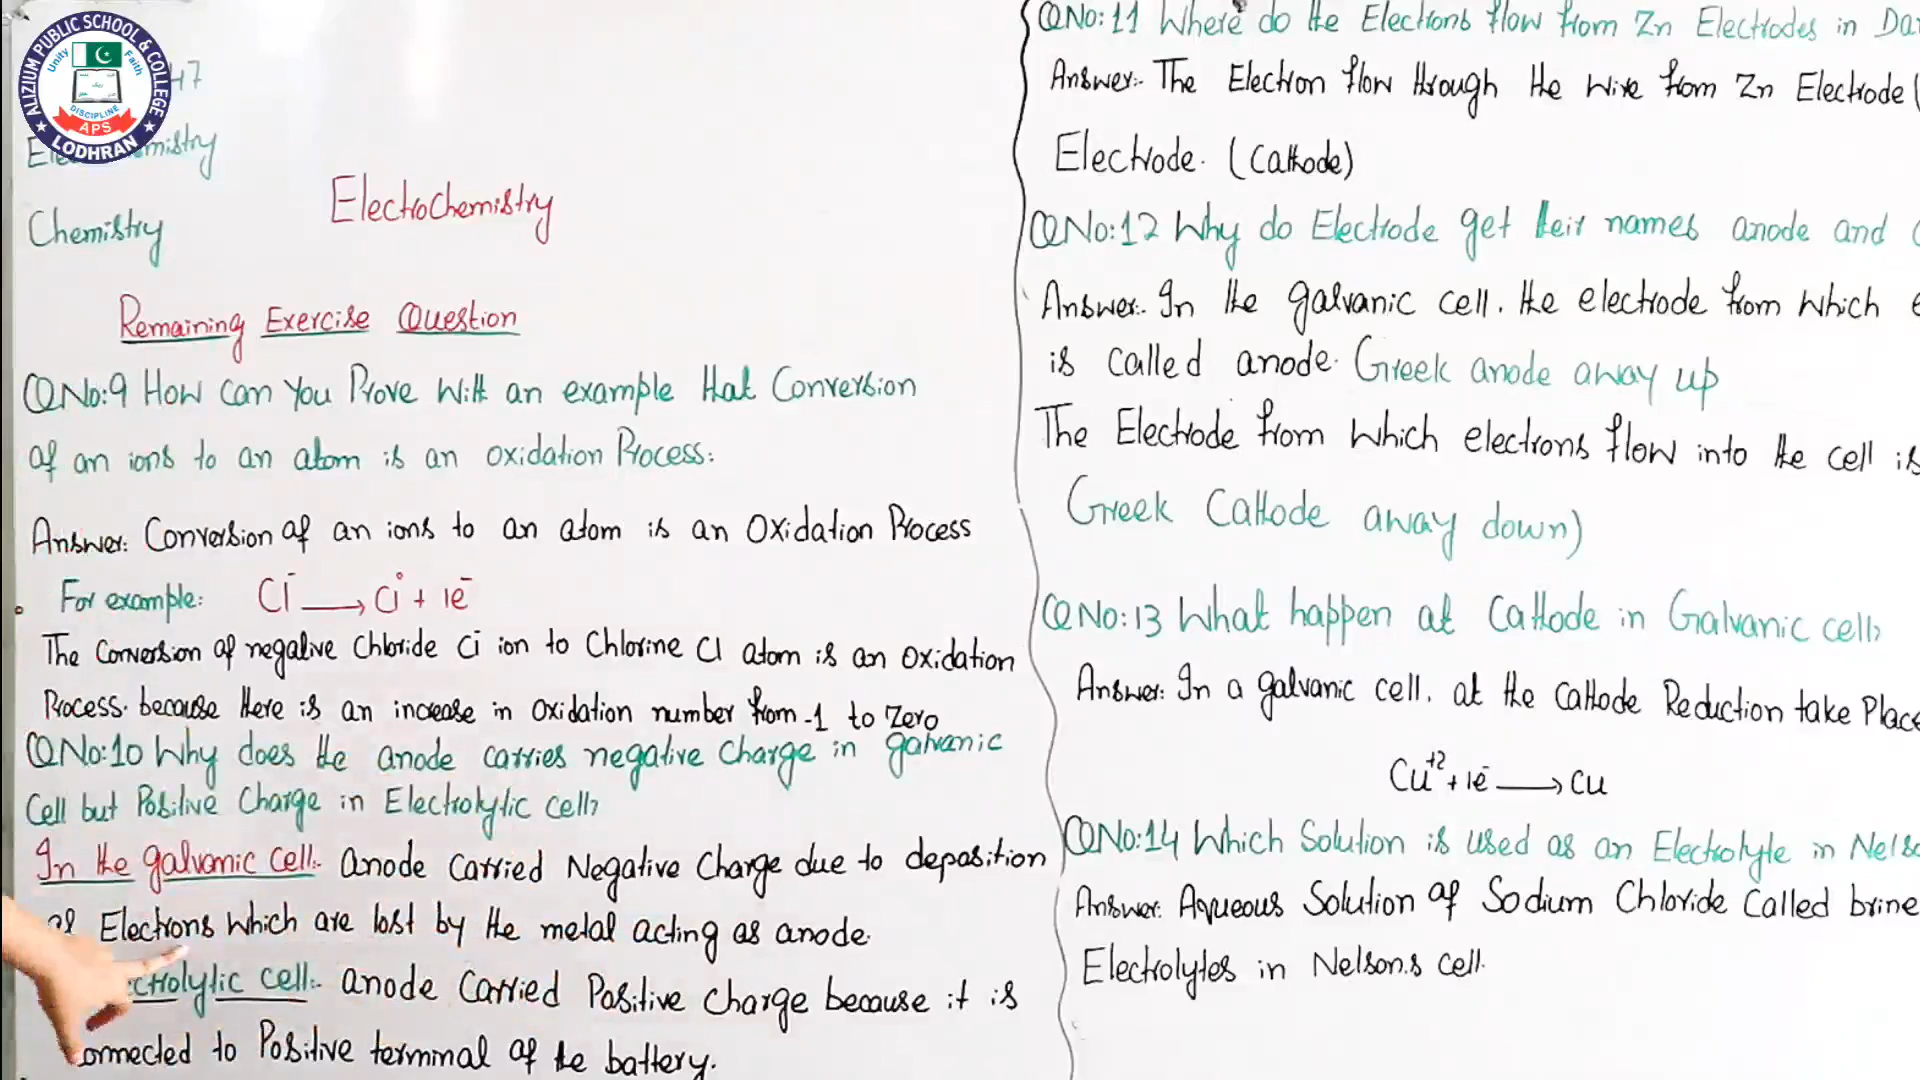 ALIZIUM PUBLIC SCHOOL & COLLEGE
Unity
Faith
DISCIPLINE
APS
LODHRAN
47
Chemistry
ElectroChemistry
Remaining Exercise Question
QNo:9 How can You Prove With an example that Conversion
of an ions to an atom is an oxidation Process:
Answer: Conversion of an ions to an atom is an Oxidation Process
For example: Cl⁻ → Cl° + 1e⁻
The Conversion of negative Chloride Cl⁻ ion to Chlorine Cl atom is an oxidation
Process. because there is an increase in oxidation number from -1 to Zero
QNo:10 Why does the anode carries negative Charge in galvanic
Cell but Positive Charge in Electrolytic cell?
In the galvanic cell:- anode Carried Negative Charge due to deposition
of Electrons which are lost by the metal acting as anode.
ctrolytic cell:- anode Carried Positive Charge because it is
onnected to Positive terminal of the battery.
QNo:11 Where do the Electrons flow from Zn Electrodes in Da
Answer:- The Electron flow through the wire from Zn Electrode (
Electrode. (Cathode)
QNo:12 Why do Electrode get their names anode and
Answer:- In the galvanic cell. the electrode from which e
is called anode. Greek anode away up
The Electrode from which electrons flow into the cell is
Greek Cathode away down)
QNo:13 What happen at Cathode in Galvanic cell?
Answer: In a galvanic cell. at the Cathode Reduction take Place
Cu⁺² + 1e⁻ → Cu
QNo:14 Which Solution is used as an Electrolyte in Nels
Answer: Aqueous Solution of Sodium Chloride Called brine
Electrolytes in Nelson.s cell.